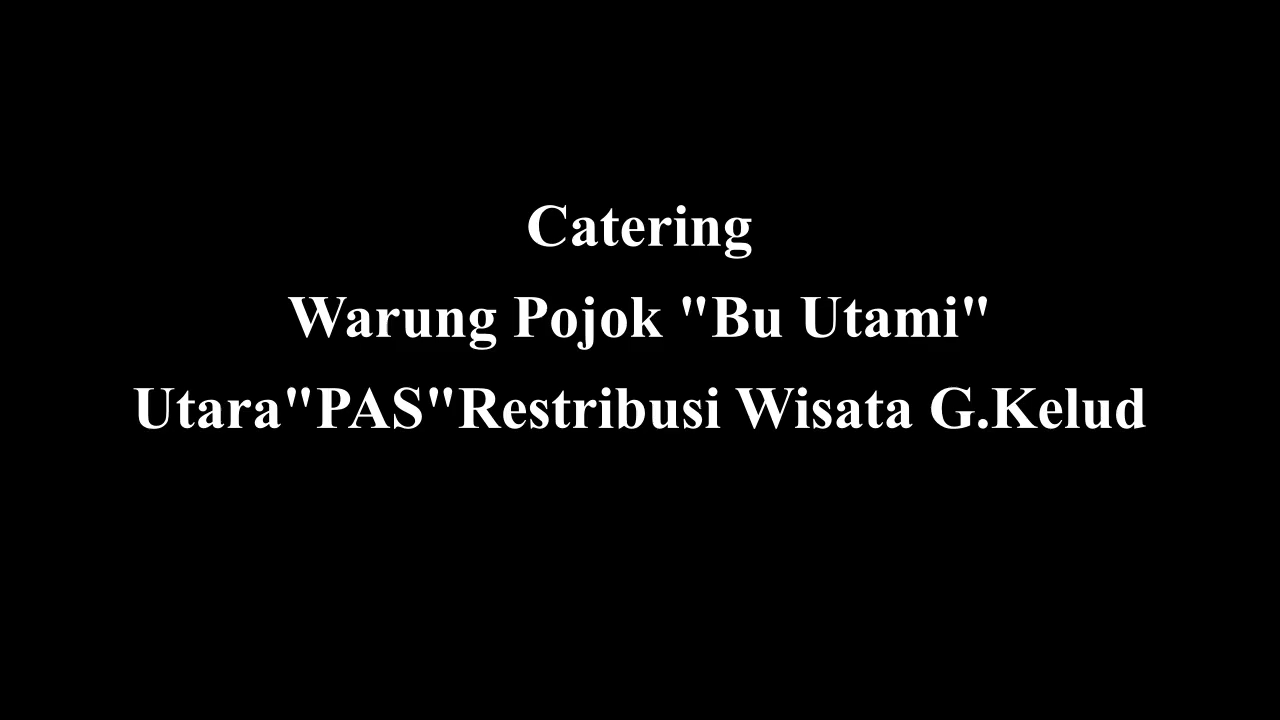 Catering
Warung Pojok "Bu Utami"
Utara"PAS"Restribusi Wisata G.Kelud